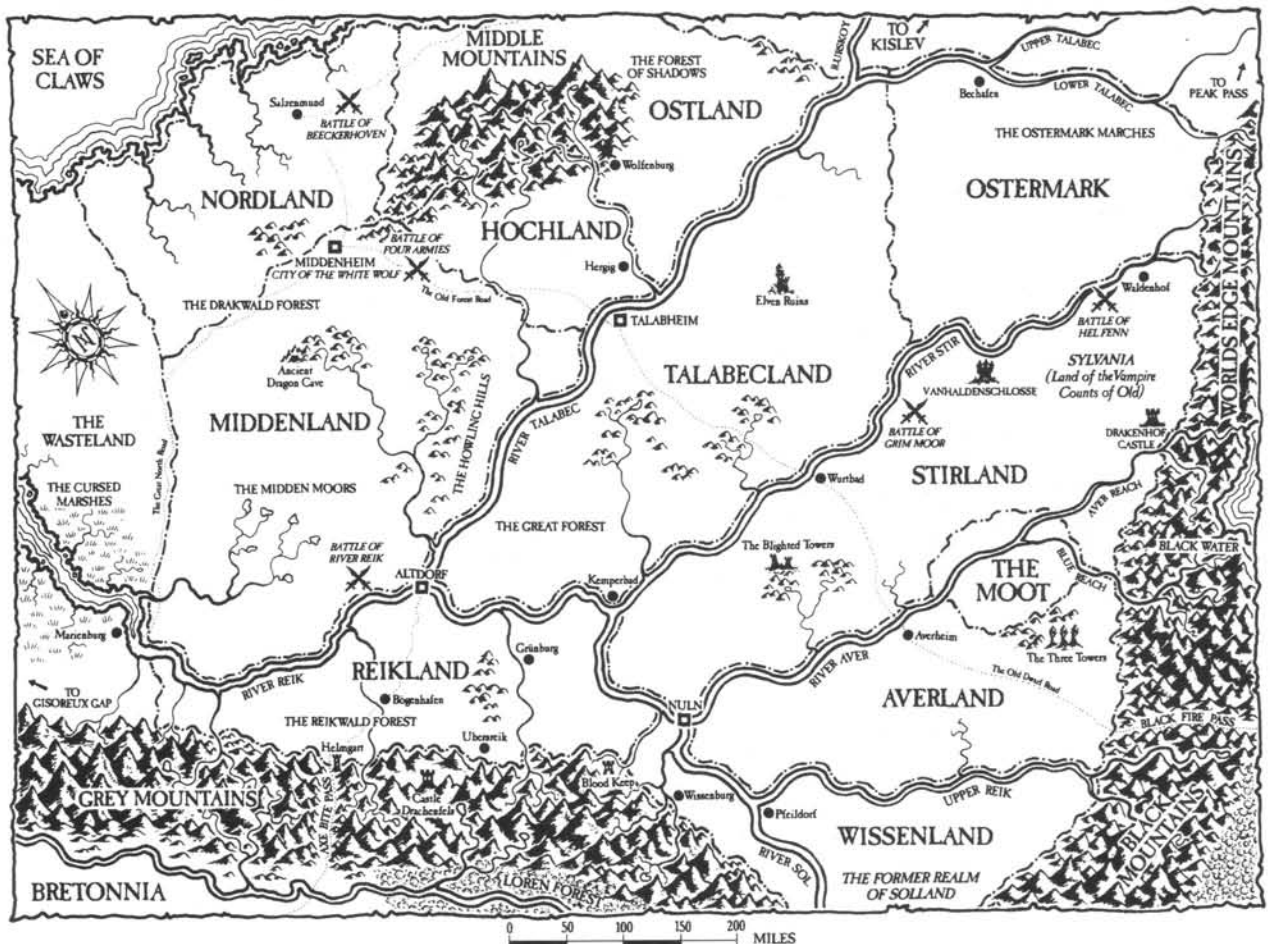 SEA OF
CLAWS
MIDDLE
MOUNTAINS
THE FOREST
OF SHADOWS
OSTLAND
R.URSKOY
TO
KISLEV
UPPER TALABEC
Bechafen
LOWER TALABEC
TO
PEAK PASS
Salzenmund
BATTLE OF
BEECKERHOVEN
THE OSTERMARK MARCHES
Wolfenburg
NORDLAND
OSTERMARK
WORLDS EDGE MOUNTAINS
HOCHLAND
BATTLE OF
FOUR ARMIES
MIDDENHEIM
CITY OF THE WHITE WOLF
Hergig
The Old Forest Road
Elven Ruins
Waldenhof
BATTLE OF
HEL FENN
THE DRAKWALD FOREST
TALABHEIM
N
RIVER STIR
SYLVANIA
(Land of the Vampire
Counts of Old)
VANHALDENSCHLOSSE
Ancient
Dragon Cave
TALABECLAND
THE
WASTELAND
MIDDENLAND
THE HOWLING HILLS
RIVER TALABEC
BATTLE OF
GRIM MOOR
DRAKENHOF
CASTLE
The Great North Road
THE CURSED
MARSHES
THE MIDDEN MOORS
Wurtbad
STIRLAND
AVER REACH
THE GREAT FOREST
BATTLE OF
RIVER REIK
ALTDORF
The Blighted Towers
BLACK WATER
Kemperbad
THE
MOOT
BLUE REACH
Marienburg
Averheim
The Three Towers
Grünburg
REIKLAND
RIVER REIK
RIVER AVER
The Old Dwarf Road
TO
GISOREUX GAP
Bögenhafen
AVERLAND
NULN
THE REIKWALD FOREST
BLACK FIRE PASS
Helmgart
Ubersreik
GREY MOUNTAINS
AXE BITE PASS
Castle
Drachenfels
Blood Keep
Wissenburg
Pfeildorf
UPPER REIK
BLACK
MOUNTAINS
WISSENLAND
RIVER SOL
THE FORMER REALM
OF SOLLAND
BRETONNIA
LOREN FOREST
0 50 100 150 200 MILES